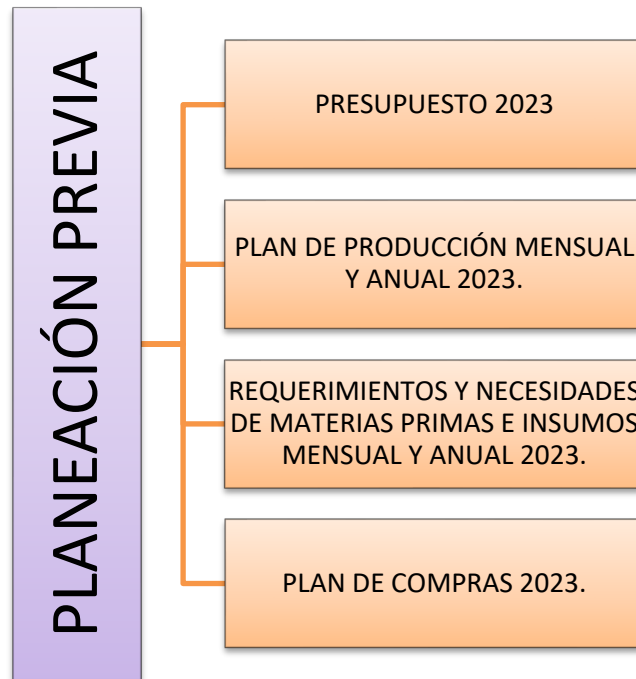 PLANEACIÓN PREVIA
PRESUPUESTO 2023
PLAN DE PRODUCCIÓN MENSUAL
Y ANUAL 2023.
REQUERIMIENTOS Y NECESIDADES
DE MATERIAS PRIMAS E INSUMOS
MENSUAL Y ANUAL 2023.
PLAN DE COMPRAS 2023.